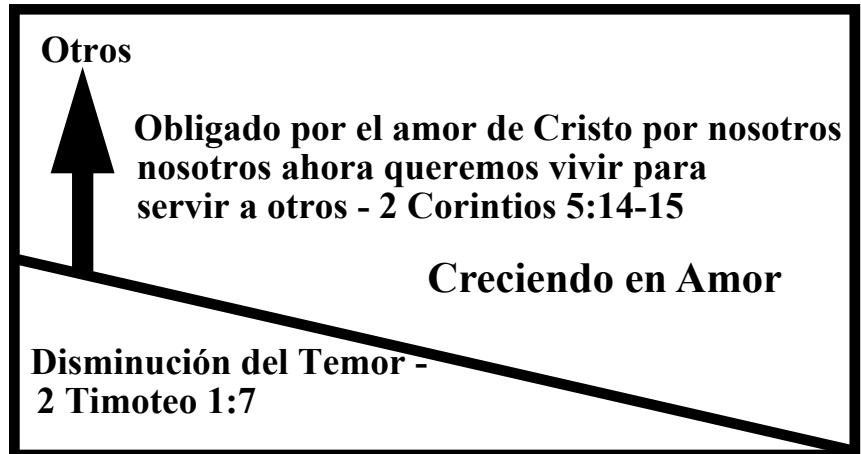 Otros
Obligado por el amor de Cristo por nosotros
nosotros ahora queremos vivir para
servir a otros - 2 Corintios 5:14-15
Creciendo en Amor
Disminución del Temor -
2 Timoteo 1:7